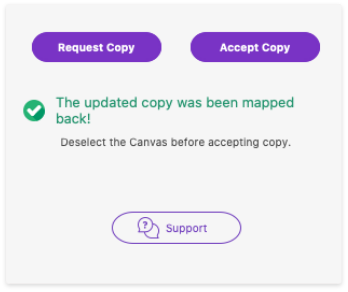 Request Copy
Accept Copy
The updated copy was been mapped
back!
Deselect the Canvas before accepting copy.
?
Support